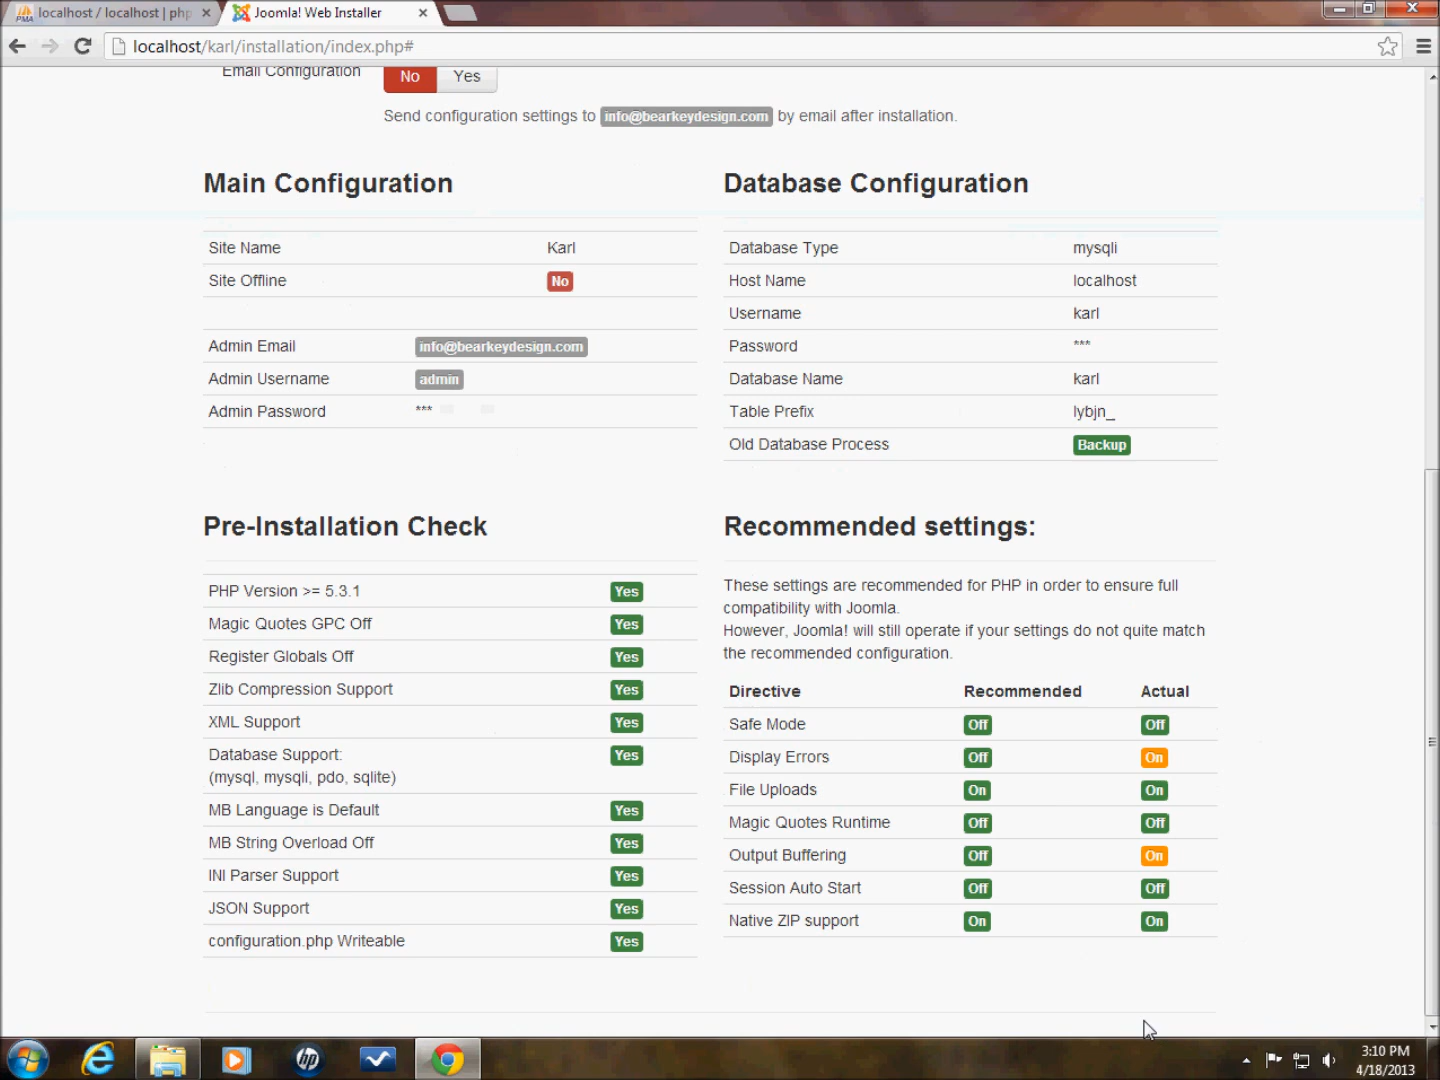 localhost / localhost | php
Joomla! Web Installer
localhost/karl/installation/index.php#
Email Configuration
No Yes
Send configuration settings to info@bearkeydesign.com by email after installation.
Main Configuration
Site Name Karl
Site Offline No
Admin Email info@bearkeydesign.com
Admin Username admin
Admin Password ***
Database Configuration
Database Type mysqli
Host Name localhost
Username karl
Password ***
Database Name karl
Table Prefix lybjn_
Old Database Process Backup
Pre-Installation Check
PHP Version >= 5.3.1 Yes
Magic Quotes GPC Off Yes
Register Globals Off Yes
Zlib Compression Support Yes
XML Support Yes
Database Support: Yes
(mysql, mysqli, pdo, sqlite)
MB Language is Default Yes
MB String Overload Off Yes
INI Parser Support Yes
JSON Support Yes
configuration.php Writeable Yes
Recommended settings:
These settings are recommended for PHP in order to ensure full
compatibility with Joomla.
However, Joomla! will still operate if your settings do not quite match
the recommended configuration.
Directive Recommended Actual
Safe Mode Off Off
Display Errors Off On
File Uploads On On
Magic Quotes Runtime Off Off
Output Buffering Off On
Session Auto Start Off Off
Native ZIP support On On
hp
3:10 PM
4/18/2013